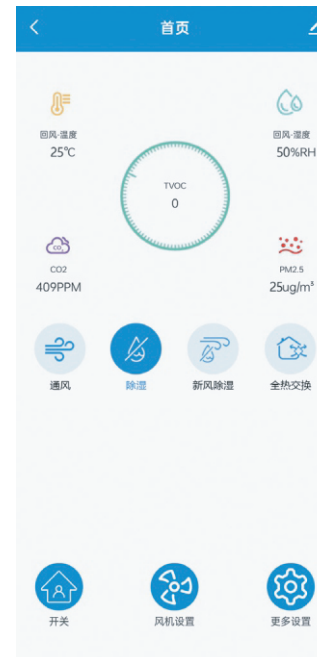 首页
回风-温度
25℃
回风-湿度
50%RH
TVOC
0
CO2
CO2
409PPM
PM2.5
25ug/m³
通风
除湿
新风除湿
全热交换
开关
风机设置
更多设置